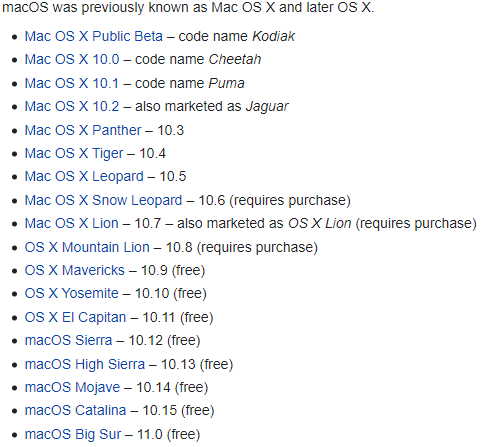 macOS was previously known as Mac OS X and later OS X.
• Mac OS X Public Beta – code name Kodiak
• Mac OS X 10.0 – code name Cheetah
• Mac OS X 10.1 – code name Puma
• Mac OS X 10.2 – also marketed as Jaguar
• Mac OS X Panther – 10.3
• Mac OS X Tiger – 10.4
• Mac OS X Leopard – 10.5
• Mac OS X Snow Leopard – 10.6 (requires purchase)
• Mac OS X Lion – 10.7 – also marketed as OS X Lion (requires purchase)
• OS X Mountain Lion – 10.8 (requires purchase)
• OS X Mavericks – 10.9 (free)
• OS X Yosemite – 10.10 (free)
• OS X El Capitan – 10.11 (free)
• macOS Sierra – 10.12 (free)
• macOS High Sierra – 10.13 (free)
• macOS Mojave – 10.14 (free)
• macOS Catalina – 10.15 (free)
• macOS Big Sur – 11.0 (free)